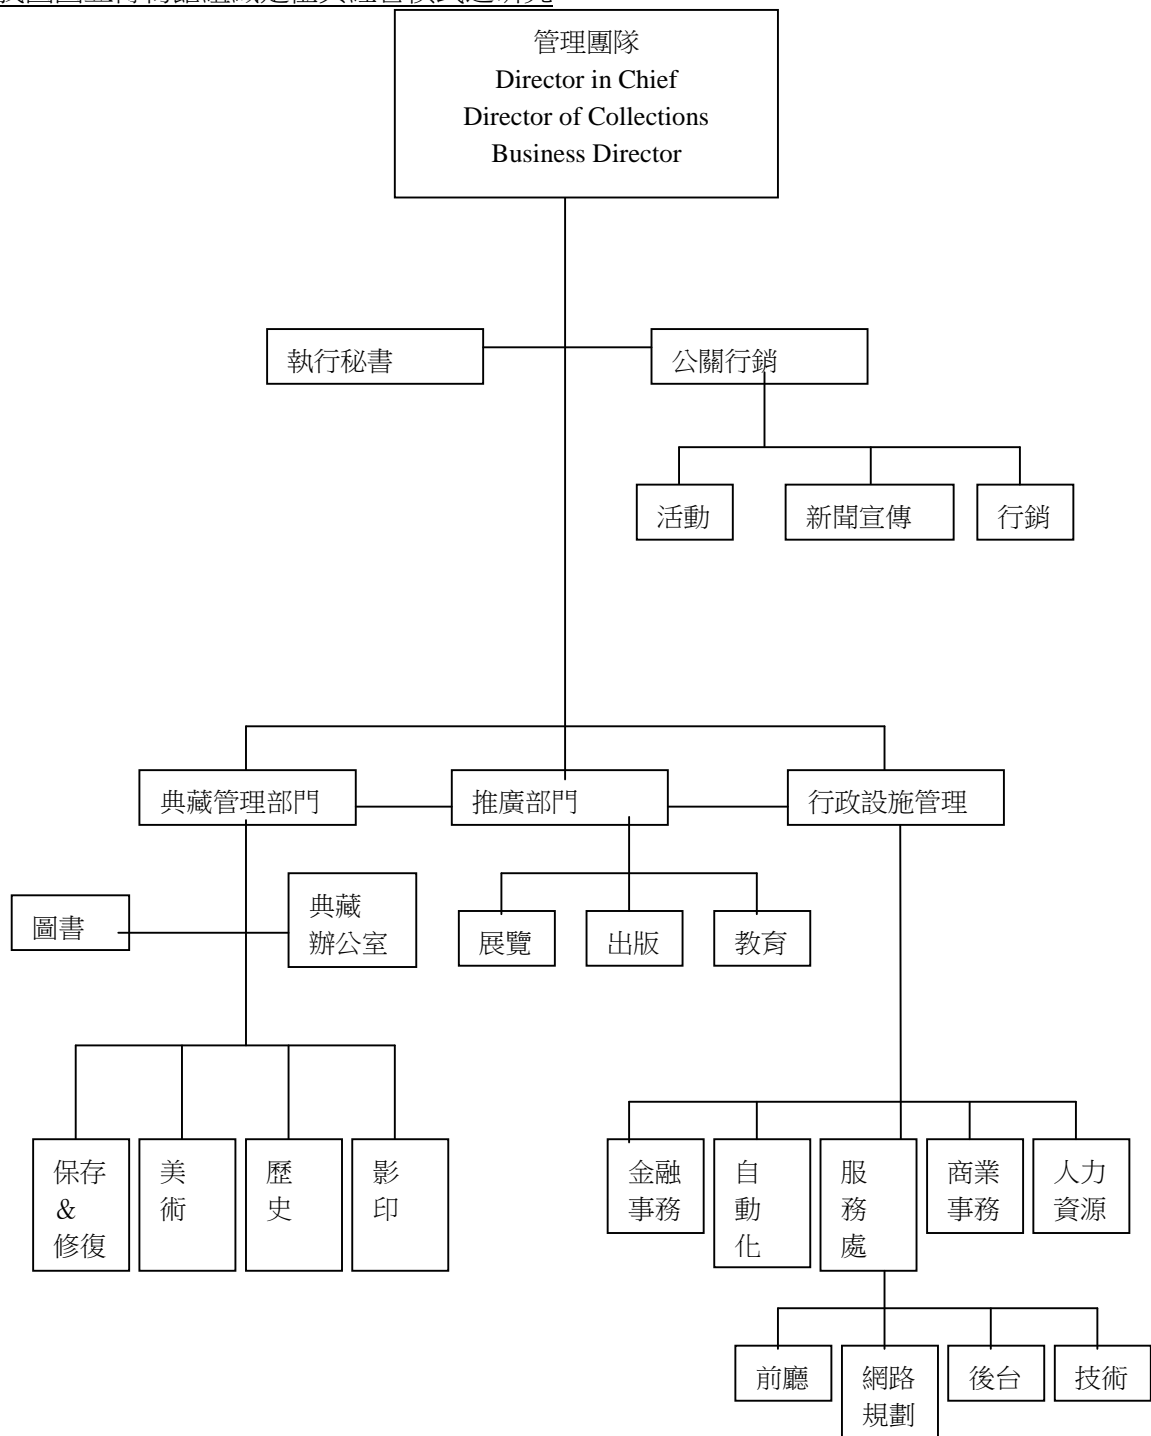 管理團隊
Director in Chief
Director of Collections
Business Director
執行秘書
公關行銷
活動
新聞宣傳
行銷
典藏管理部門
推廣部門
行政設施管理
圖書
典藏
辦公室
展覽
出版
教育
保存
&
修復
美
術
歷
史
影
印
金融
事務
自
動
化
服
務
處
商業
事務
人力
資源
前廳
網路
規劃
後台
技術